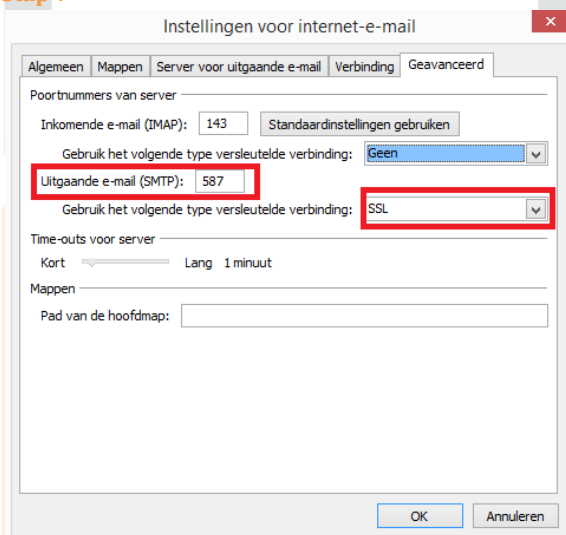 Instellingen voor internet-e-mail
Algemeen Mappen Server voor uitgaande e-mail Verbinding Geavanceerd
Poortnummers van server
Inkomende e-mail (IMAP): 143 Standaardinstellingen gebruiken
Gebruik het volgende type versleutelde verbinding: Geen
Uitgaande e-mail (SMTP): 587
Gebruik het volgende type versleutelde verbinding: SSL
Time-outs voor server
Kort Lang 1 minuut
Mappen
Pad van de hoofdmap:
OK Annuleren